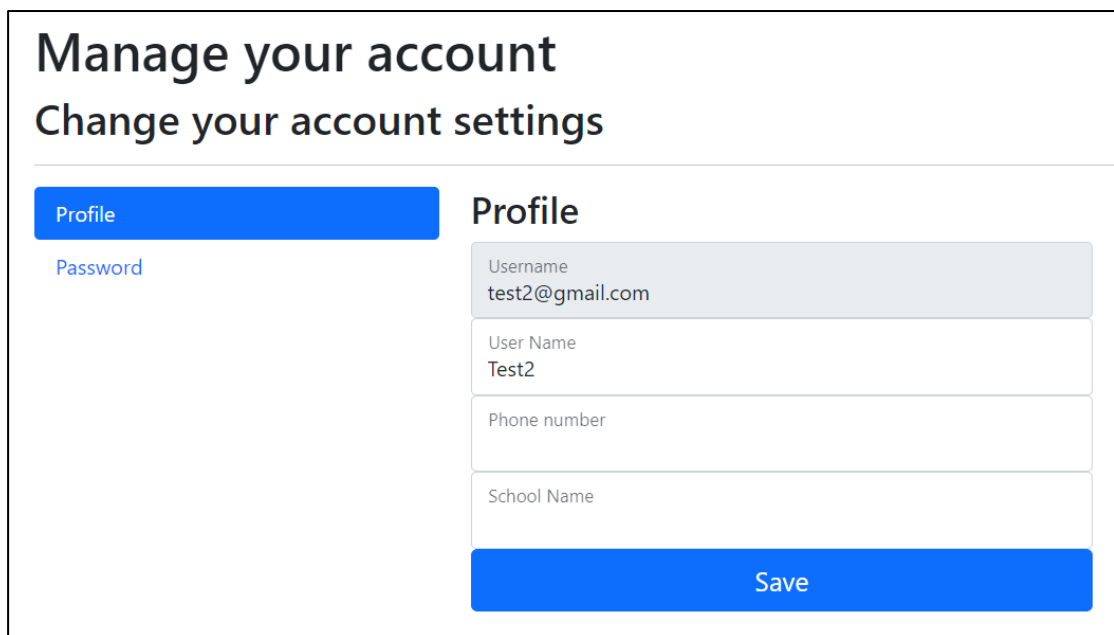 Manage your account
Change your account settings
Profile
Password
Profile
Username
test2@gmail.com
User Name
Test2
Phone number
School Name
Save